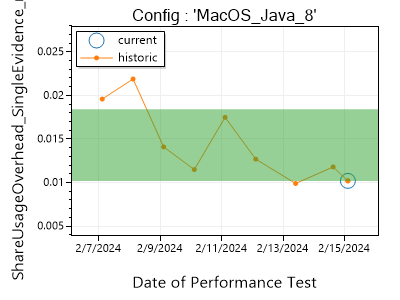 Config : 'MacOS_Java_8'
current
historic
0.025
0.02
0.015
0.01
0.005
ShareUsageOverhead_SingleEvidence_
2/7/2024
2/9/2024
2/11/2024
2/13/2024
2/15/2024
Date of Performance Test